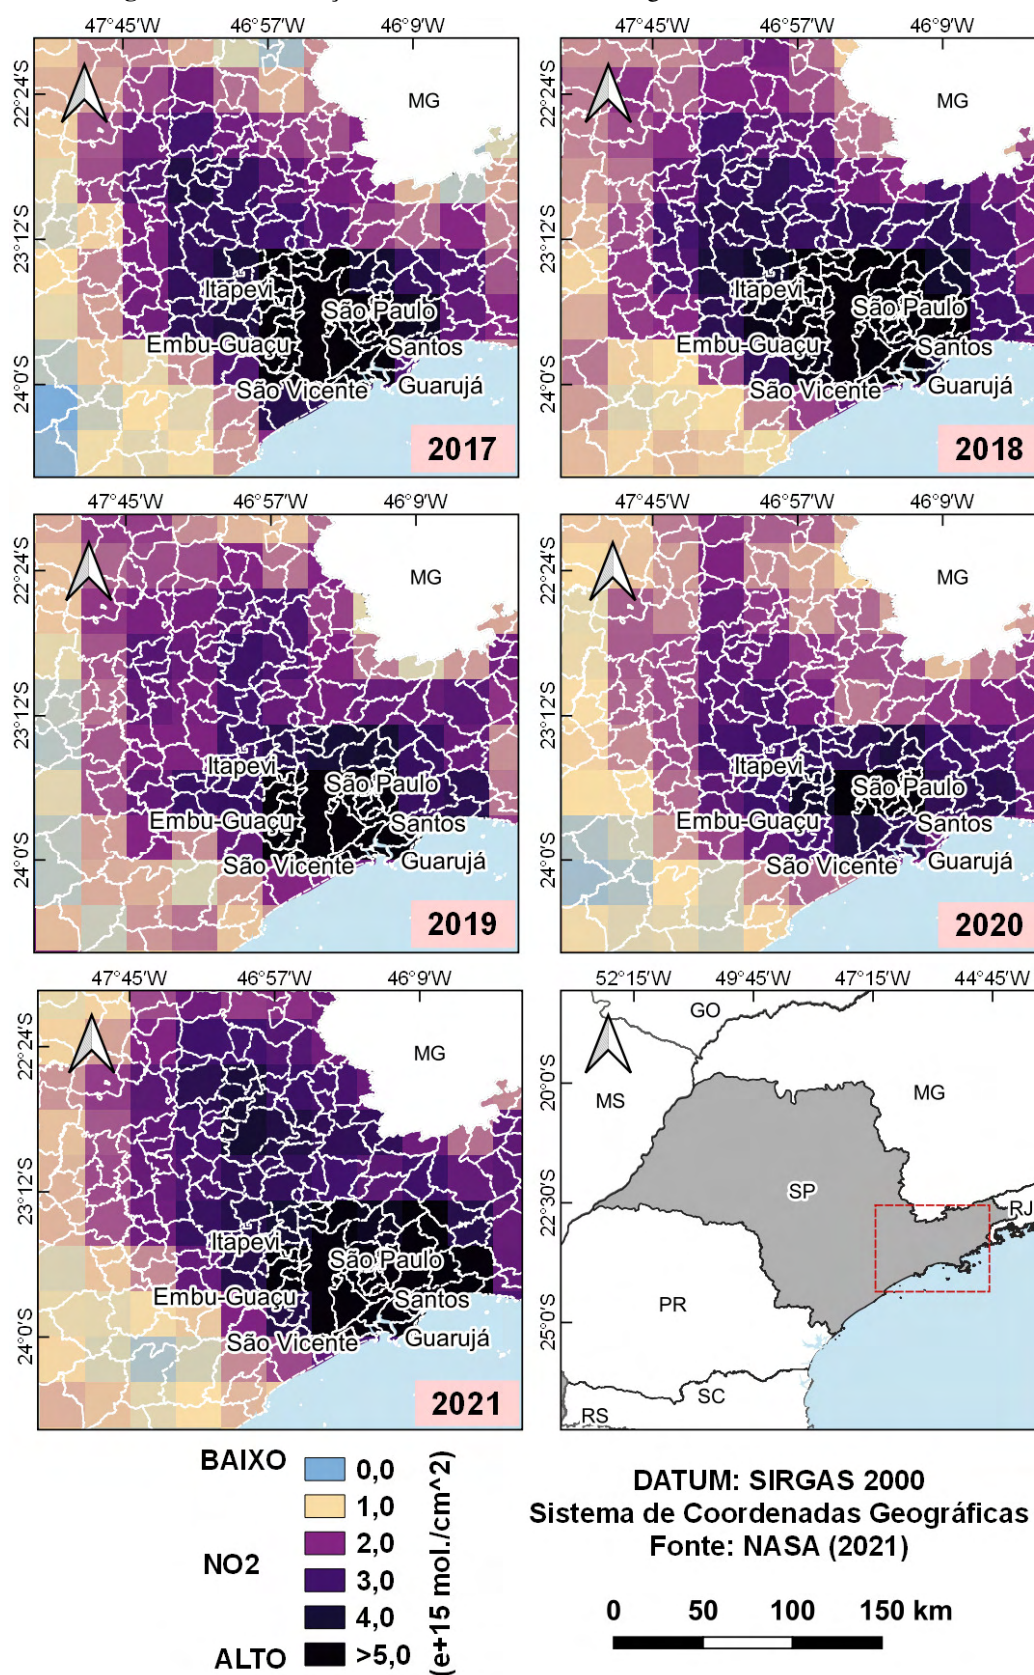 47°45'W 46°57'W 46°9'W
47°45'W 46°57'W 46°9'W
22°24'S
23°12'S
24°0'S
MG
Itapevi
São Paulo
Embu-Guaçu
Santos
São Vicente
Guarujá
2017
22°24'S
23°12'S
24°0'S
MG
Itapevi
São Paulo
Embu-Guaçu
Santos
São Vicente
Guarujá
2018
47°45'W 46°57'W 46°9'W
47°45'W 46°57'W 46°9'W
22°24'S
23°12'S
24°0'S
MG
Itapevi
São Paulo
Embu-Guaçu
Santos
São Vicente
Guarujá
2019
22°24'S
23°12'S
24°0'S
MG
Itapevi
São Paulo
Embu-Guaçu
Santos
São Vicente
Guarujá
2020
47°45'W 46°57'W 46°9'W
22°24'S
23°12'S
24°0'S
MG
Itapevi
São Paulo
Embu-Guaçu
Santos
São Vicente
Guarujá
2021
52°15'W 49°45'W 47°15'W 44°45'W
20°0'S
22°30'S
25°0'S
GO
MS
MG
SP
RJ
PR
SC
RS
BAIXO
NO2
ALTO
0,0
1,0
2,0
3,0
4,0
>5,0
(e+15 mol./cm^2)
DATUM: SIRGAS 2000
Sistema de Coordenadas Geográficas
Fonte: NASA (2021)
0 50 100 150 km